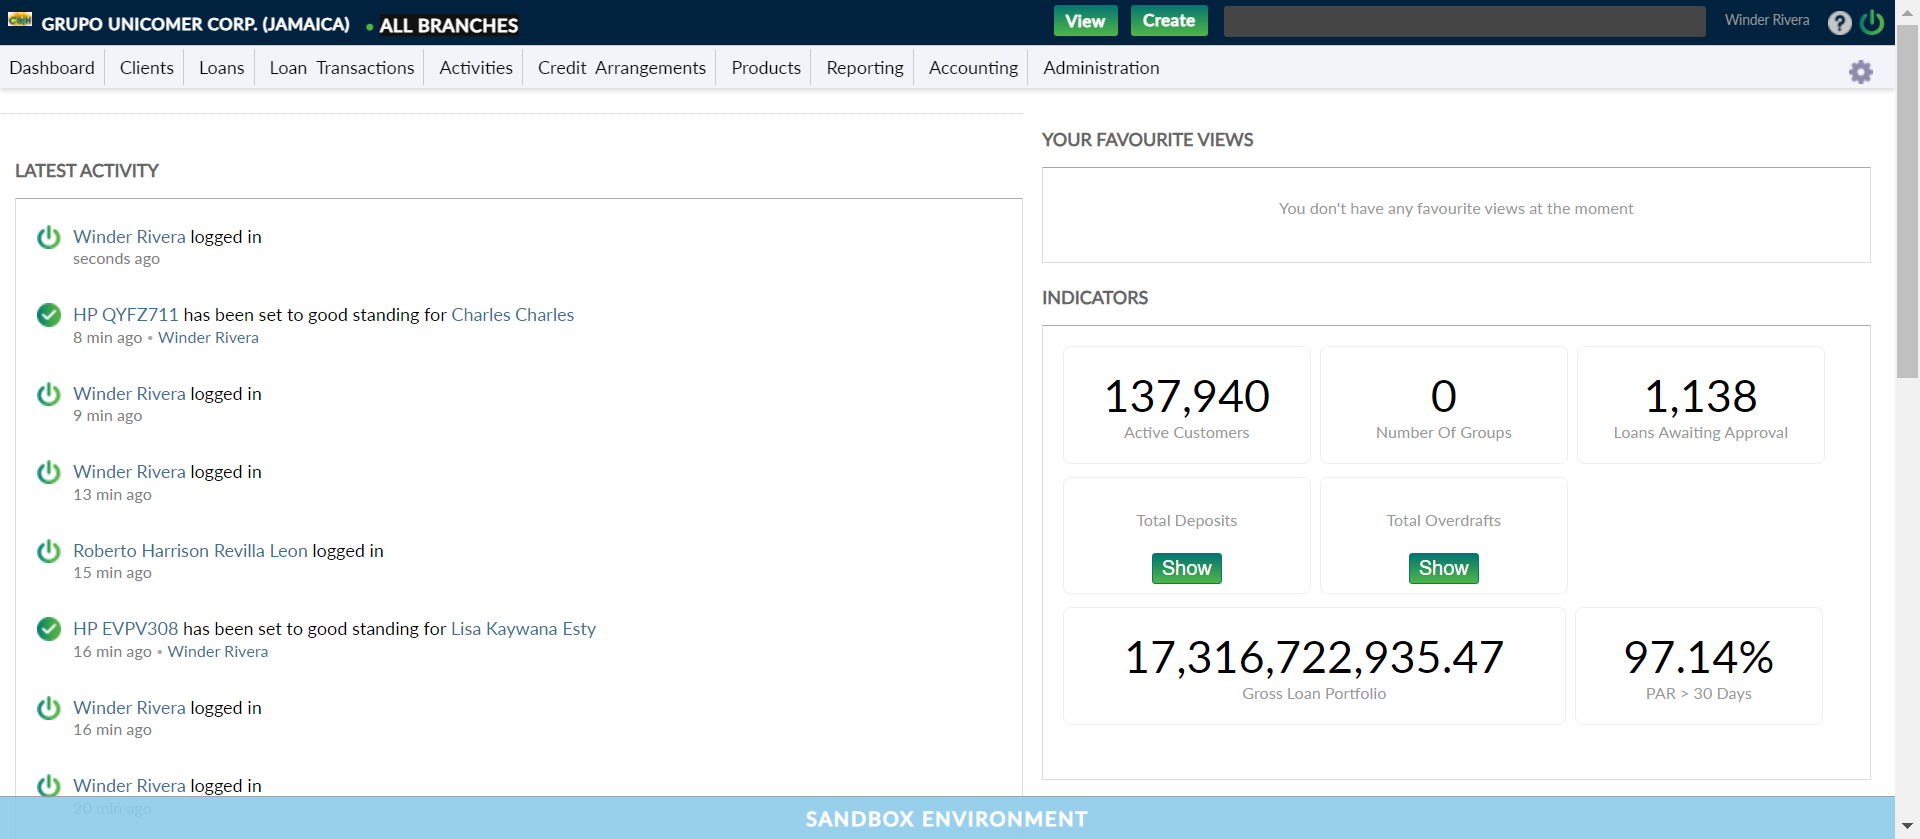 Cash GRUPO UNICOMER CORP. (JAMAICA) • ALL BRANCHES View Create Winder Rivera ?
Dashboard Clients Loans Loan Transactions Activities Credit Arrangements Products Reporting Accounting Administration
LATEST ACTIVITY
Winder Rivera logged in
seconds ago
HP QYFZ711 has been set to good standing for Charles Charles
8 min ago • Winder Rivera
Winder Rivera logged in
9 min ago
Winder Rivera logged in
13 min ago
Roberto Harrison Revilla Leon logged in
15 min ago
HP EVPV308 has been set to good standing for Lisa Kaywana Esty
16 min ago • Winder Rivera
Winder Rivera logged in
16 min ago
Winder Rivera logged in
20 min ago
YOUR FAVOURITE VIEWS
You don't have any favourite views at the moment
INDICATORS
137,940
Active Customers
0
Number Of Groups
1,138
Loans Awaiting Approval
Total Deposits
Show
Total Overdrafts
Show
17,316,722,935.47
Gross Loan Portfolio
97.14%
PAR > 30 Days
SANDBOX ENVIRONMENT